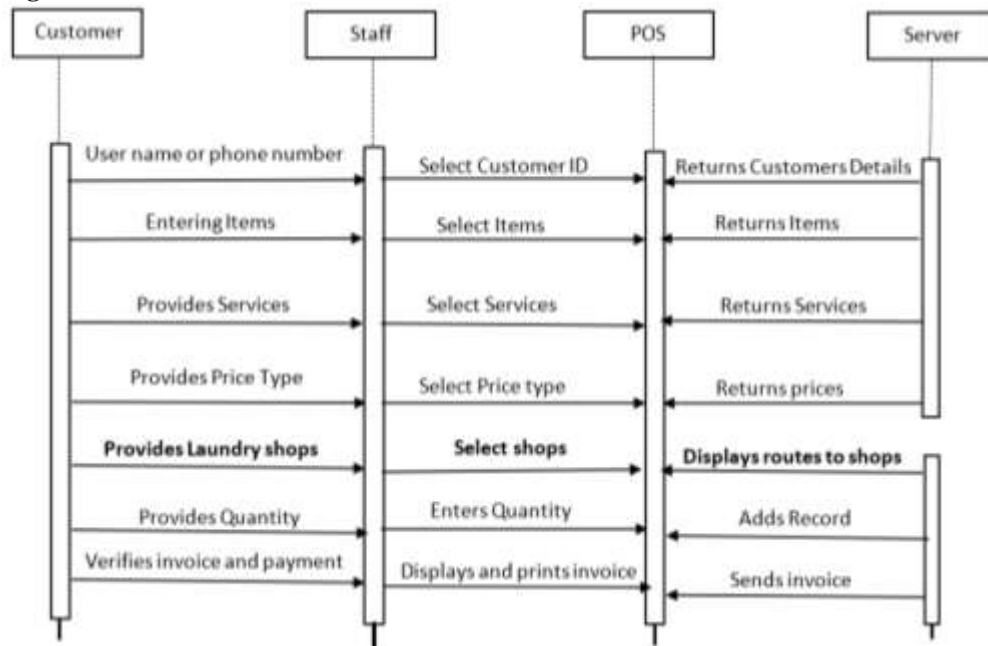 Customer
Staff
POS
Server
User name or phone number
Select Customer ID
Returns Customers Details
Entering Items
Select Items
Returns Items
Provides Services
Select Services
Returns Services
Provides Price Type
Select Price type
Returns prices
Provides Laundry shops
Select shops
Displays routes to shops
Provides Quantity
Enters Quantity
Adds Record
Verifies invoice and payment
Displays and prints invoice
Sends invoice